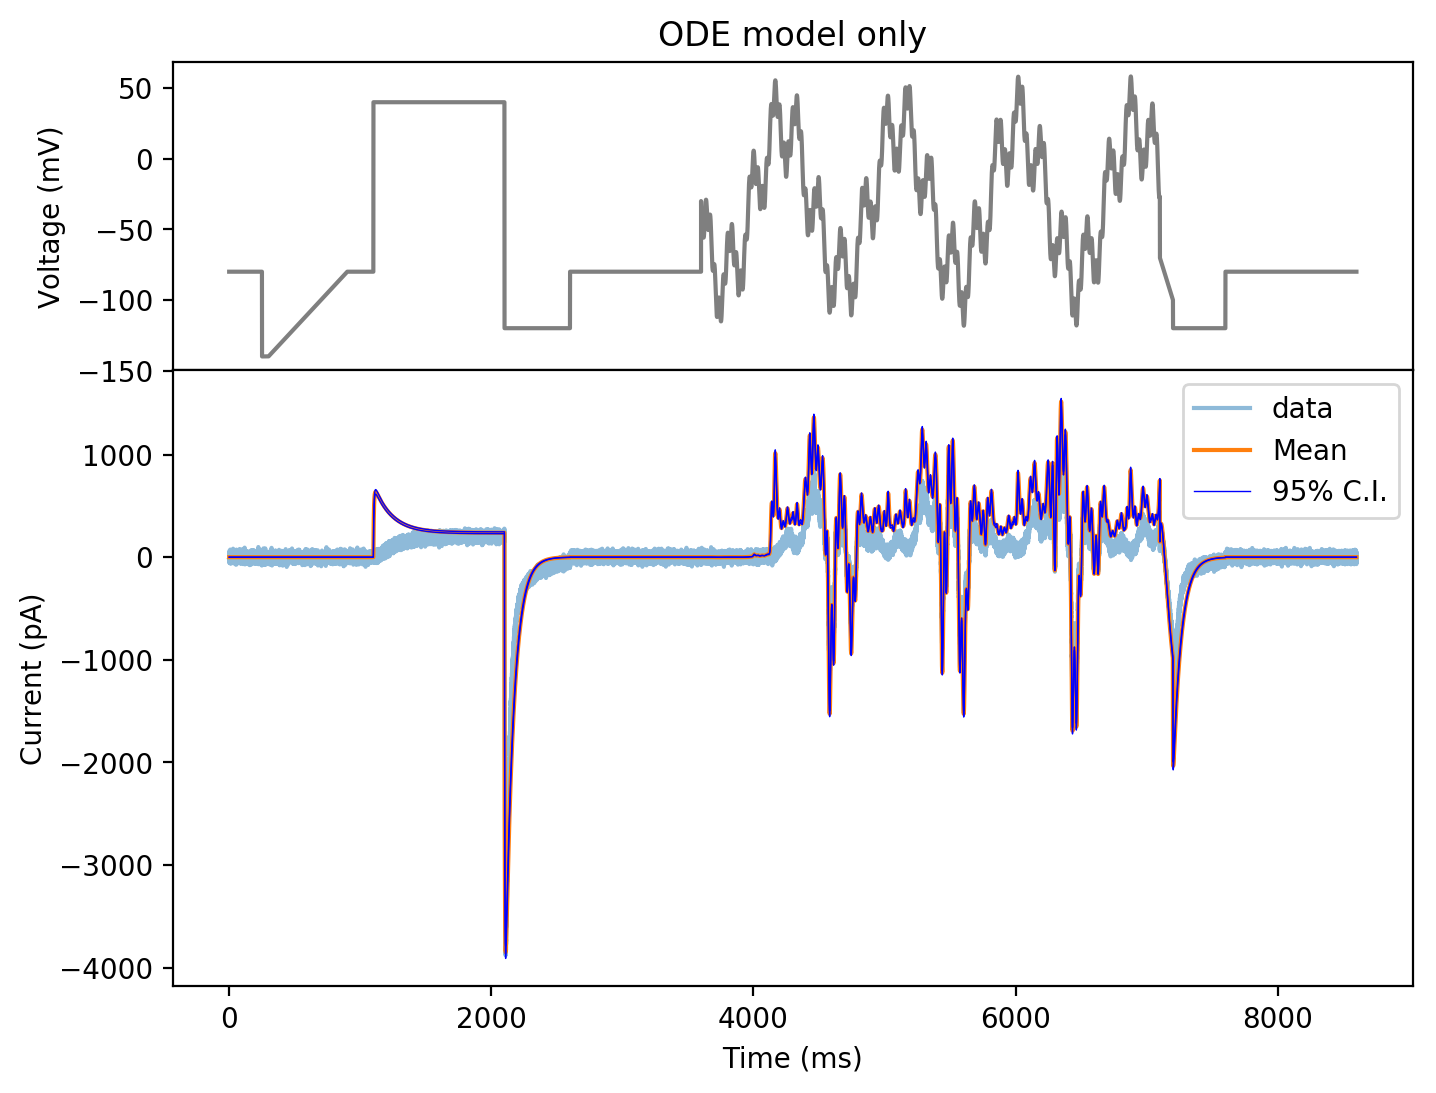 ODE model only
50
0
−50
−100
−150
Voltage (mV)
data
Mean
95% C.I.
1000
0
−1000
−2000
−3000
−4000
Current (pA)
0 2000 4000 6000 8000
Time (ms)